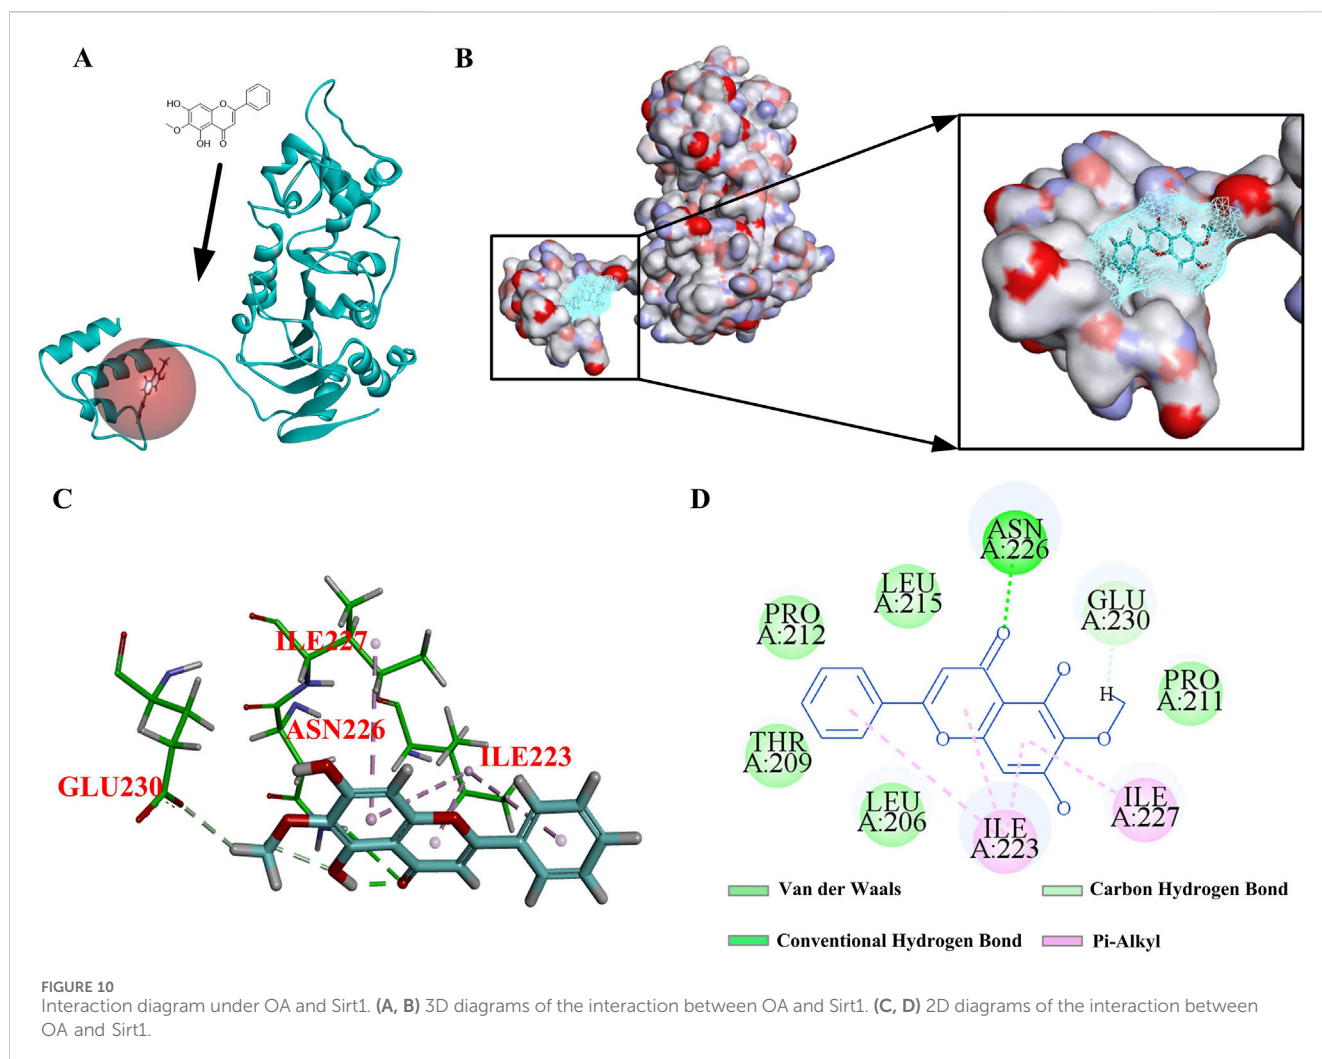 A
B
HO
O
O
OH
O
C
D
ILE227
ASN226
ILE223
GLU230
ASN
A:226
LEU
A:215
GLU
A:230
PRO
A:212
PRO
A:211
O
O
H
O
O
O
THR
A:209
LEU
A:206
ILE
A:223
ILE
A:227
Van der Waals
Carbon Hydrogen Bond
Conventional Hydrogen Bond
Pi-Alkyl
FIGURE 10
Interaction diagram under OA and Sirt1. (A, B) 3D diagrams of the interaction between OA and Sirt1. (C, D) 2D diagrams of the interaction between
OA and Sirt1.